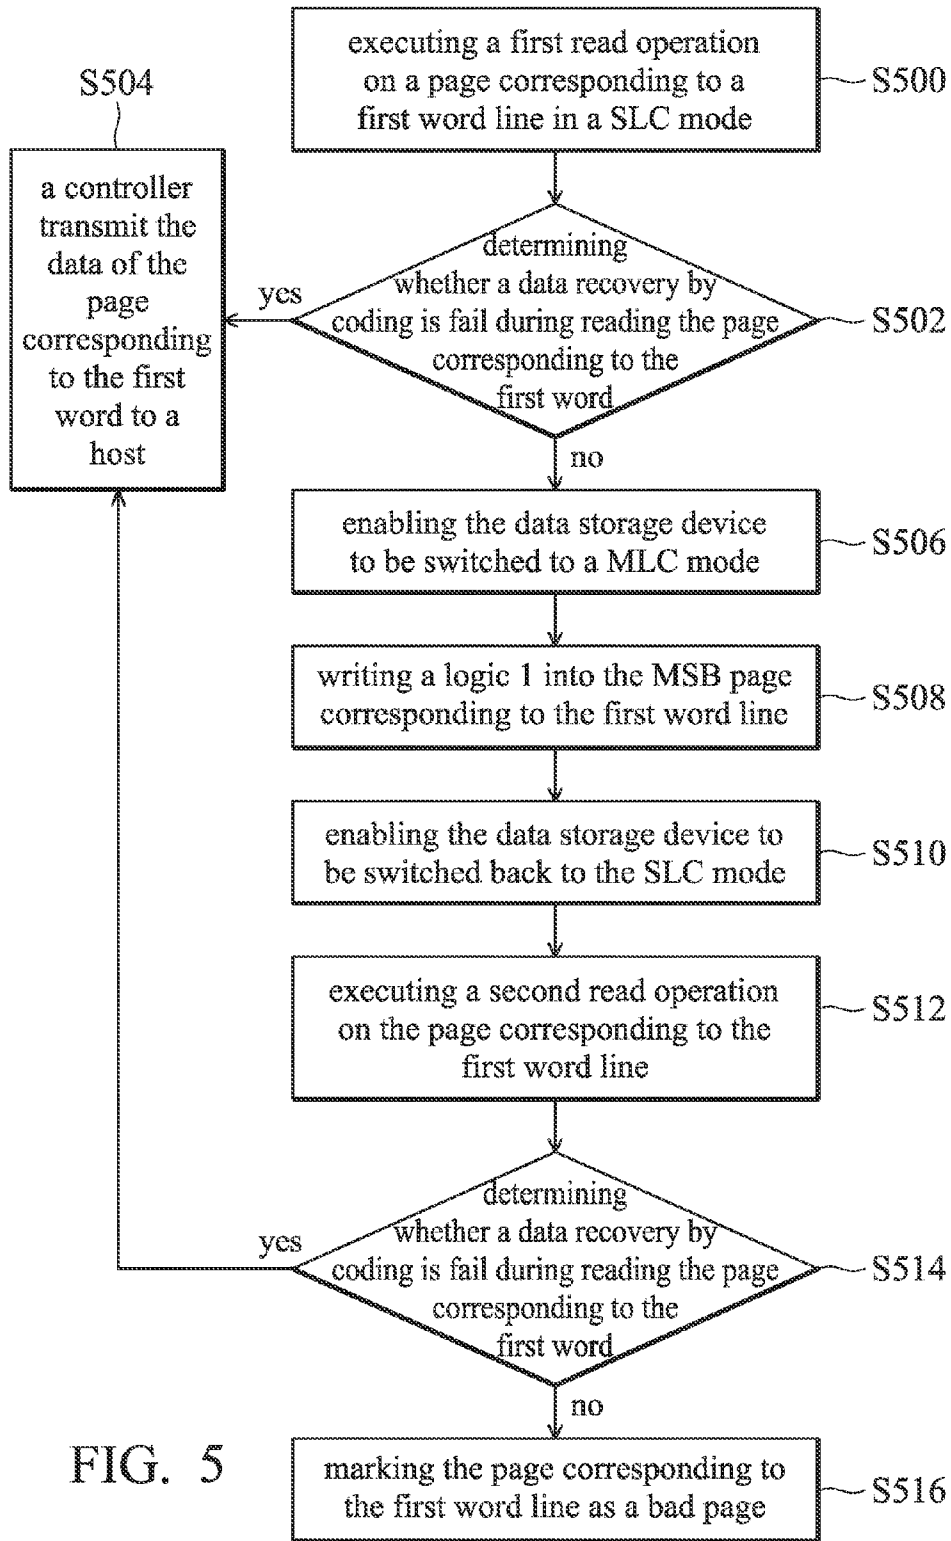 executing a first read operation
on a page corresponding to a
first word line in a SLC mode
S500
S504
a controller
transmit the
data of the
page
corresponding
to the first
word to a
host
yes
determining
whether a data recovery by
coding is fail during reading the page
corresponding to the
first word
S502
no
enabling the data storage device
to be switched to a MLC mode
S506
writing a logic 1 into the MSB page
corresponding to the first word line
S508
enabling the data storage device to
be switched back to the SLC mode
S510
executing a second read operation
on the page corresponding to the
first word line
S512
yes
determining
whether a data recovery by
coding is fail during reading the page
corresponding to the
first word
S514
no
marking the page corresponding to
the first word line as a bad page
S516
FIG. 5